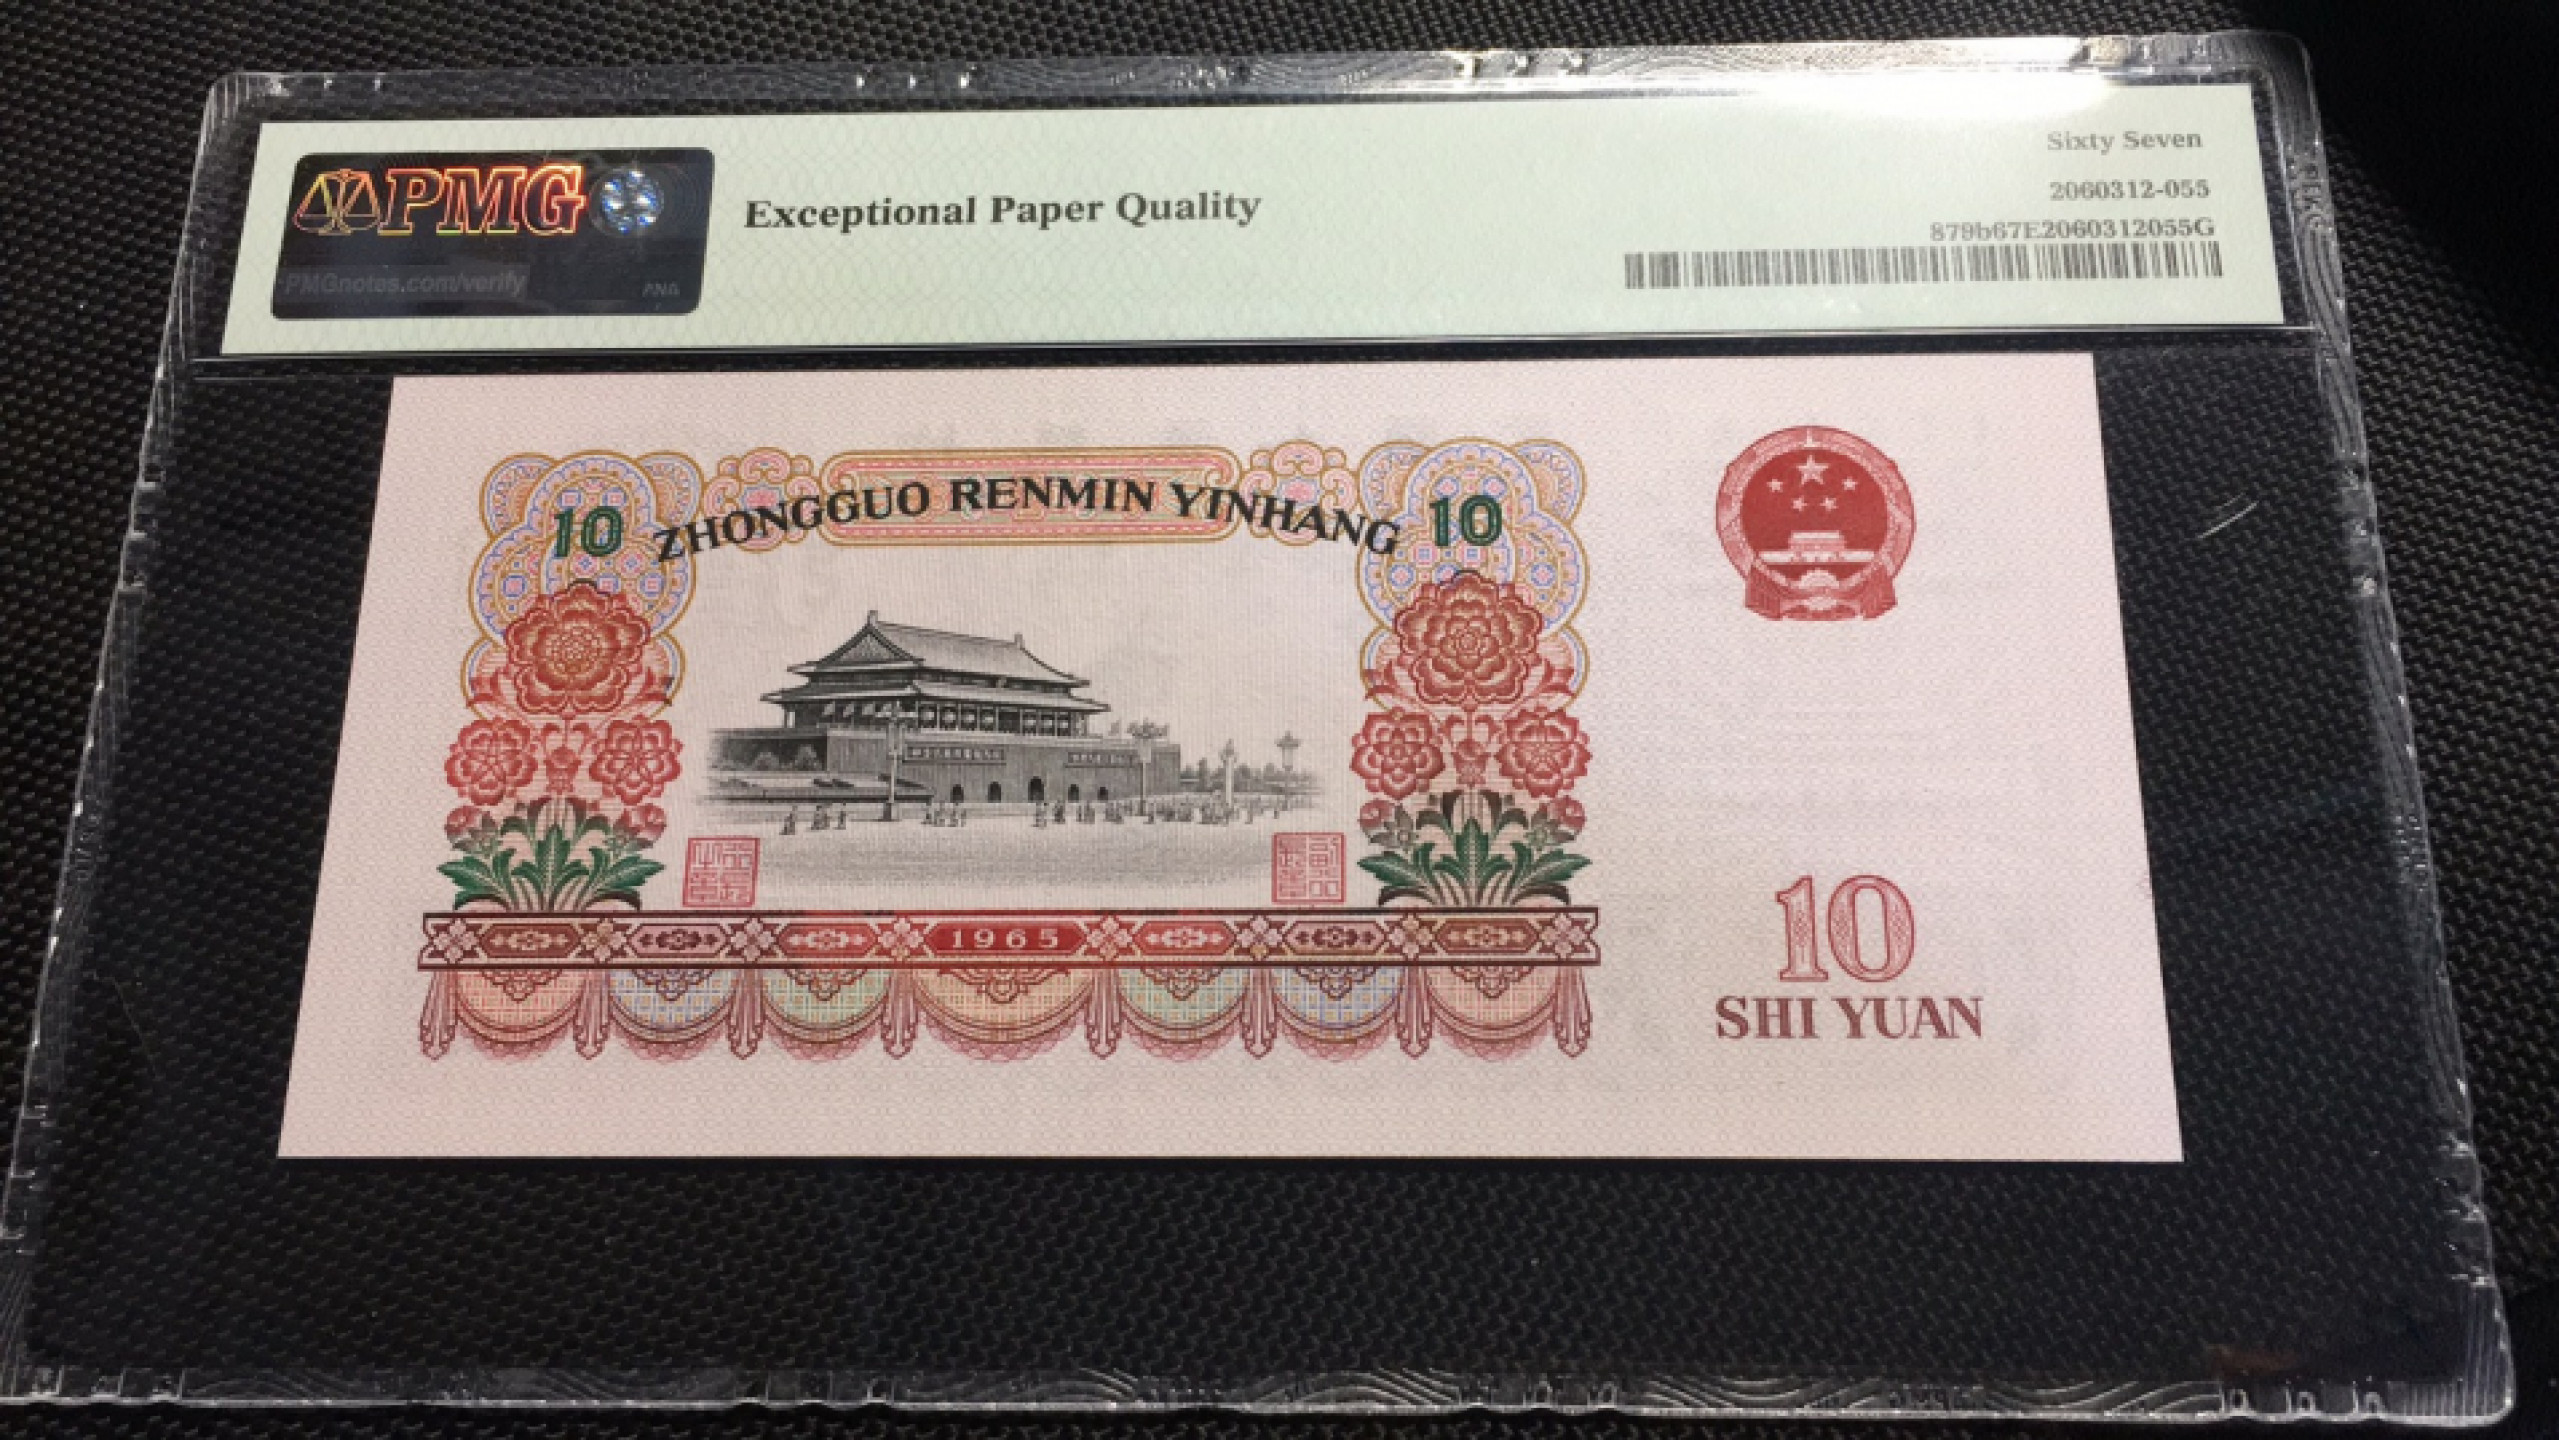 PMG
PMGnotes.com/verify
ANA
Exceptional Paper Quality
Sixty Seven
2060312-055
879b67E2060312055G
ZHONGGUO RENMIN YINHANG
10
10
1965
10
SHI YUAN